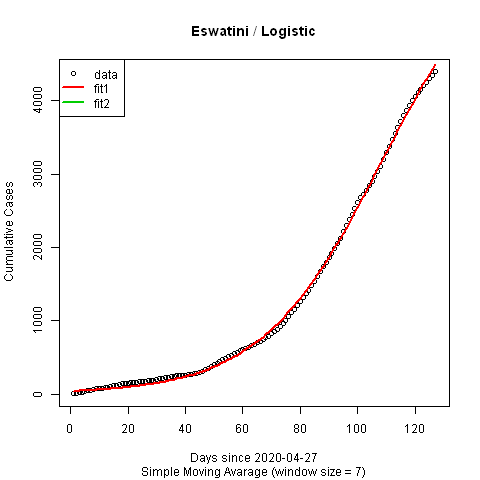 Eswatini / Logistic
data
fit1
fit2
Cumulative Cases
0
1000
2000
3000
4000
0 20 40 60 80 100 120
Days since 2020-04-27
Simple Moving Avarage (window size = 7)